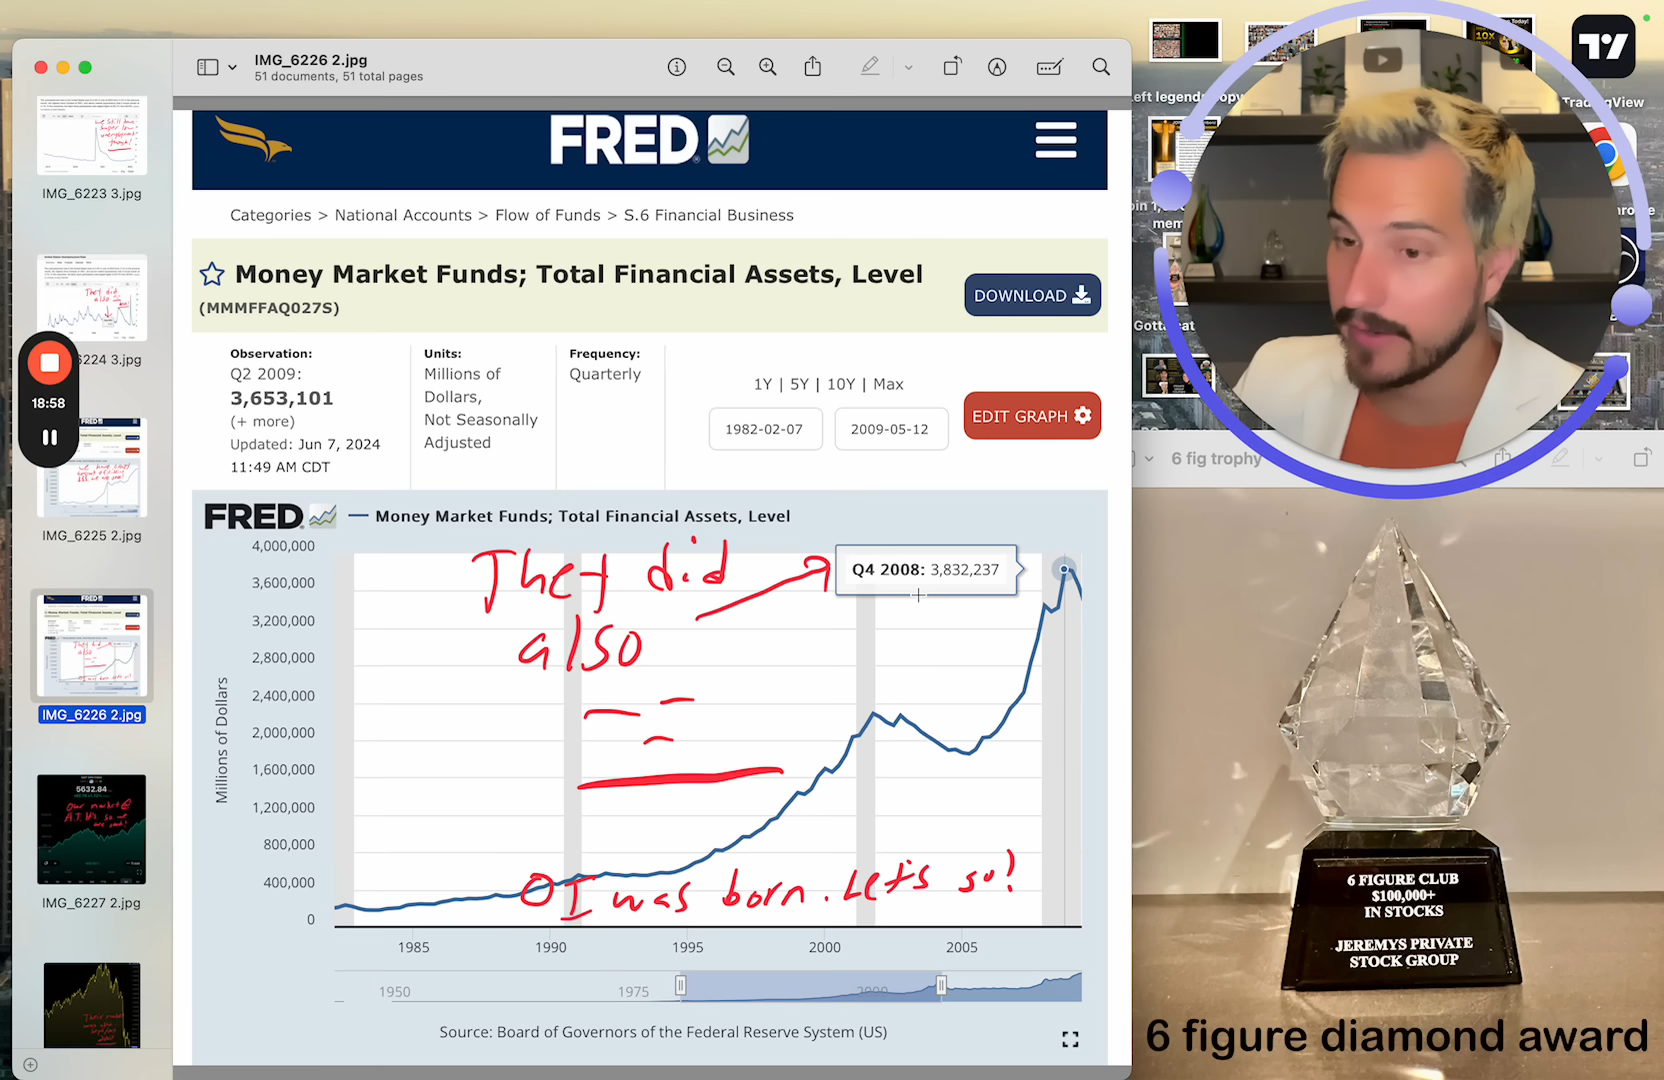 IMG_6226 2.jpg
51 documents, 51 total pages
IMG_6223 3.jpg
6224 3.jpg
18:58
IMG_6225 2.jpg
IMG_6226 2.jpg
5632.84
IMG_6227 2.jpg
FRED
Categories > National Accounts > Flow of Funds > S.6 Financial Business
Money Market Funds; Total Financial Assets, Level
(MMMFFAQ027S)
DOWNLOAD
Observation:
Q2 2009:
3,653,101
(+ more)
Updated: Jun 7, 2024
11:49 AM CDT
Units:
Millions of
Dollars,
Not Seasonally
Adjusted
Frequency:
Quarterly
1Y | 5Y | 10Y | Max
1982-02-07
2009-05-12
EDIT GRAPH
FRED
Money Market Funds; Total Financial Assets, Level
4,000,000
3,600,000
3,200,000
2,800,000
2,400,000
2,000,000
1,600,000
1,200,000
800,000
400,000
0
Millions of Dollars
They did
also
Q4 2008: 3,832,237
I was born. Let's go!
1985
1990
1995
2000
2005
1950
1975
2000
Source: Board of Governors of the Federal Reserve System (US)
TradingView
6 fig trophy
6 FIGURE CLUB
$100,000+
IN STOCKS
JEREMYS PRIVATE
STOCK GROUP
6 figure diamond award